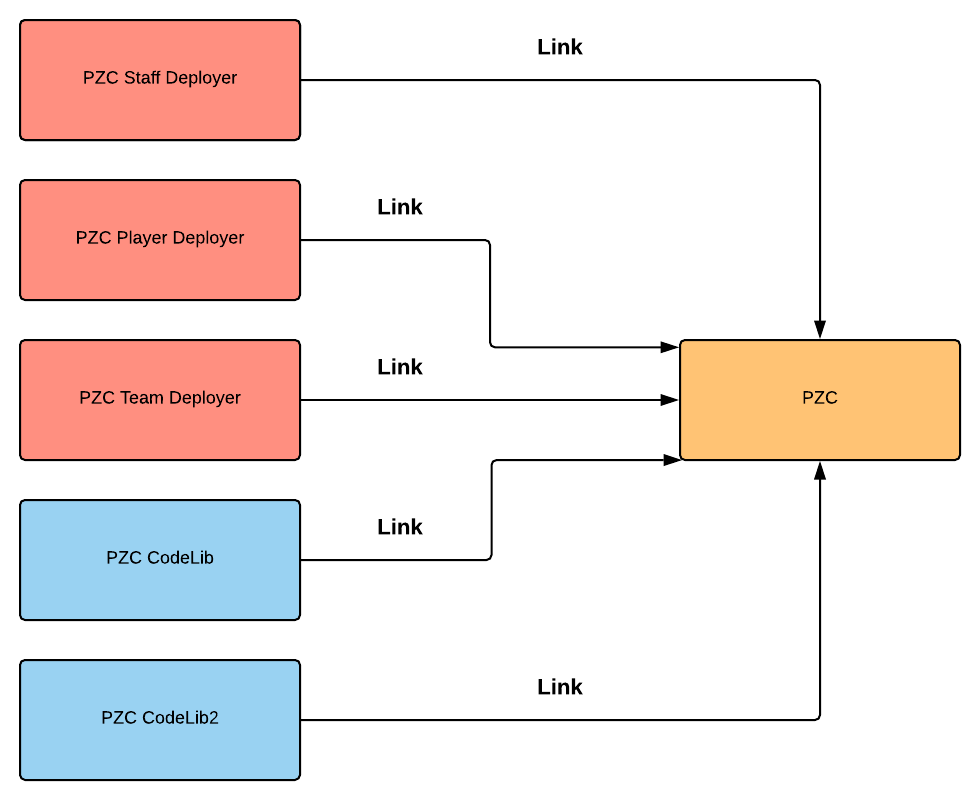 Link
PZC Staff Deployer
Link
PZC Player Deployer
Link
PZC Team Deployer
PZC
Link
PZC CodeLib
Link
PZC CodeLib2